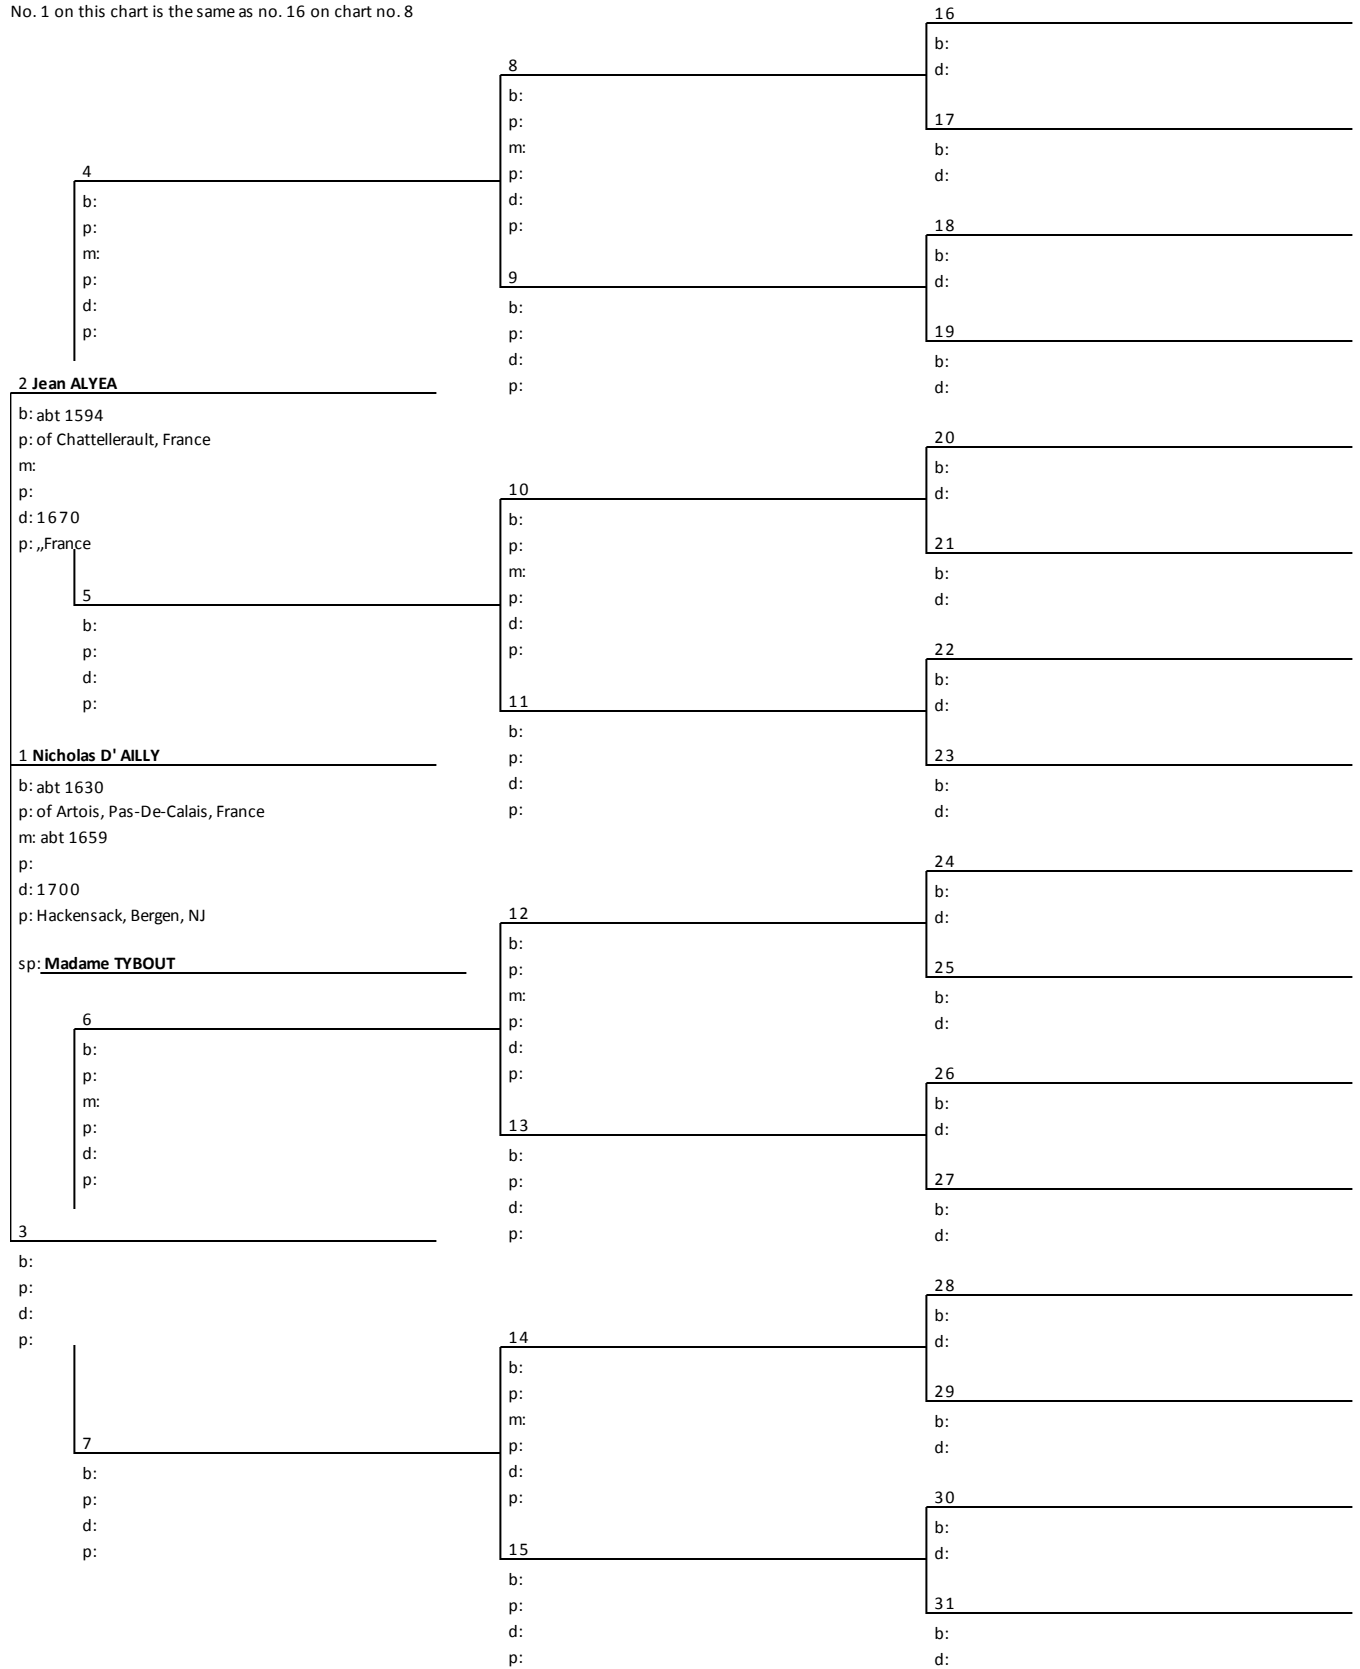 No. 1 on this chart is the same as no. 16 on chart no. 8
16
b:
d:
8
b:
p:
m:
p:
d:
p:
17
b:
d:
4
b:
p:
m:
p:
d:
p:
18
b:
d:
9
b:
p:
d:
p:
19
b:
d:
2 Jean ALYEA
b: abt 1594
p: of Chattellerault, France
m:
p:
d: 1670
p: ,,France
20
b:
d:
10
b:
p:
m:
p:
d:
p:
21
b:
d:
5
b:
p:
d:
p:
22
b:
d:
11
b:
p:
d:
p:
23
b:
d:
1 Nicholas D' AILLY
b: abt 1630
p: of Artois, Pas-De-Calais, France
m: abt 1659
p:
d: 1700
p: Hackensack, Bergen, NJ
sp: Madame TYBOUT
24
b:
d:
12
b:
p:
m:
p:
d:
p:
25
b:
d:
6
b:
p:
m:
p:
d:
p:
26
b:
d:
13
b:
p:
d:
p:
27
b:
d:
3
b:
p:
d:
p:
28
b:
d:
14
b:
p:
m:
p:
d:
p:
29
b:
d:
7
b:
p:
d:
p:
30
b:
d:
15
b:
p:
d:
p:
31
b:
d: